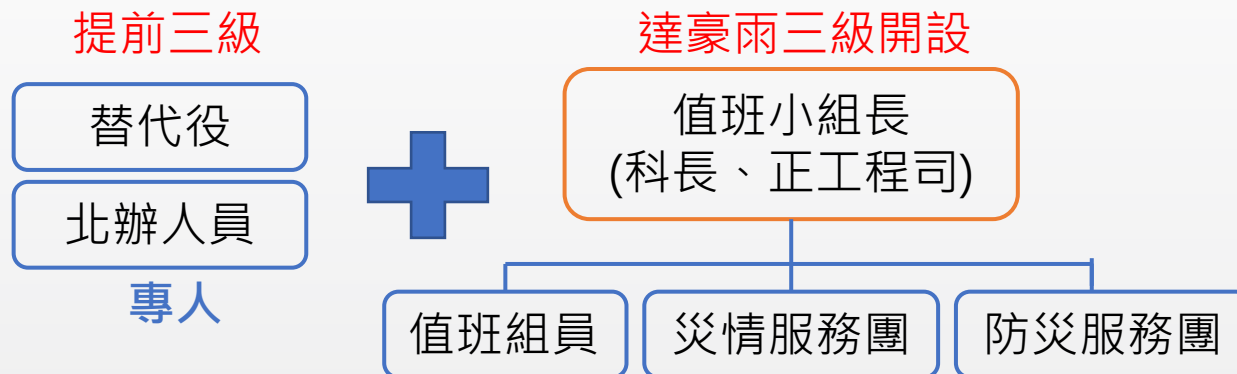 提前三級
替代役
北辦人員
專人
達豪雨三級開設
值班小組長
(科長、正工程司)
值班組員
災情服務團
防災服務團